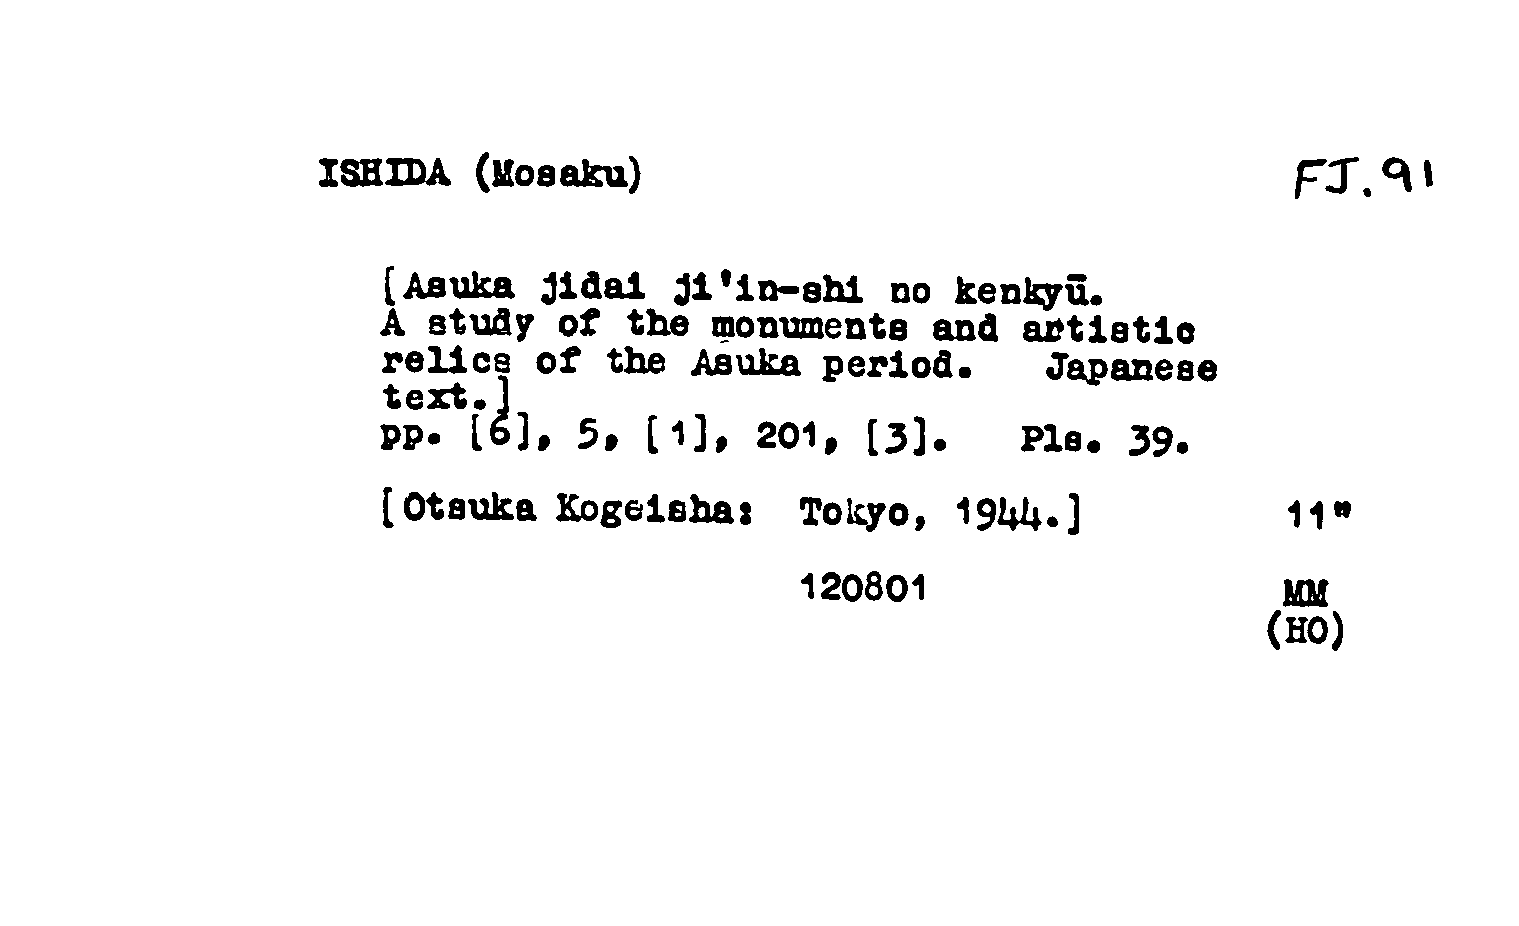 ISHIDA (Mosaku) FJ.91
[Asuka jidai ji'in-shi no kenkyū.
A study of the monuments and artistic
relics of the Asuka period. Japanese
text.]
pp. [6], 5, [1], 201, [3]. Pls. 39.
[Otsuka Kogeisha: Tokyo, 1944.] 11"
120801 MM
(HO)